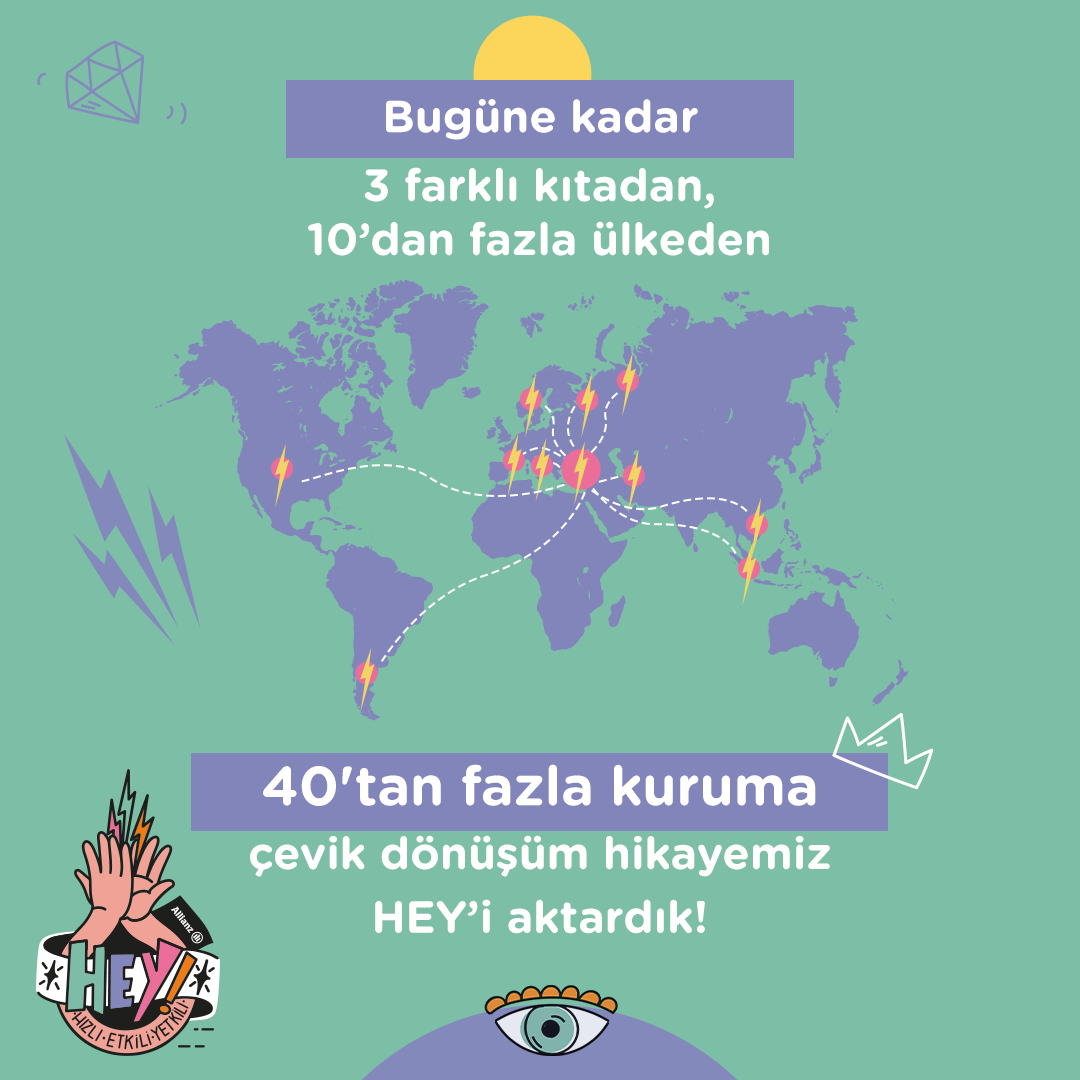 Bugüne kadar
3 farklı kıtadan,
10’dan fazla ülkeden
40'tan fazla kuruma
çevik dönüşüm hikayemiz
HEY’i aktardık!
Allianz
HEY!
HIZLI·ETKİLİ·YETKİLİ·